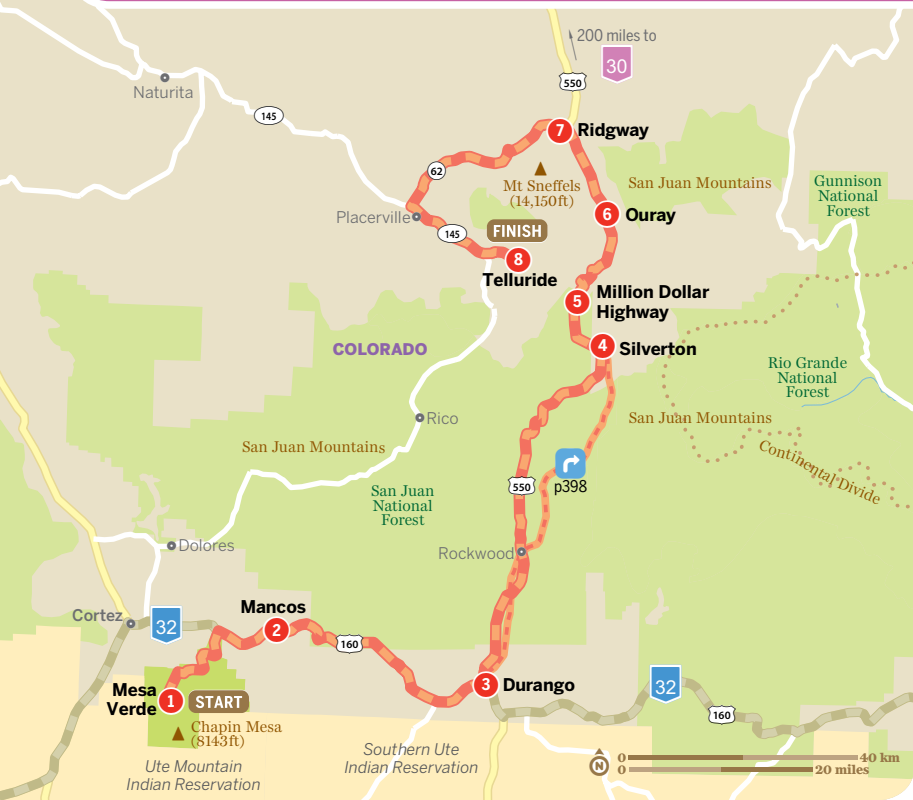 200 miles to
30
550
Naturita
145
7 Ridgway
62
Mt Sneffels
(14,150ft)
San Juan Mountains
Gunnison
National
Forest
Placerville
145
FINISH
6 Ouray
8
Telluride
5 Million Dollar
Highway
COLORADO
4 Silverton
Rio Grande
National
Forest
Rico
San Juan Mountains
San Juan Mountains
Continental Divide
550
p398
San Juan
National
Forest
Dolores
Rockwood
Cortez
32
Mancos
2
160
Mesa
Verde
1 START
3 Durango
32
160
Chapin Mesa
(8143ft)
Ute Mountain
Indian Reservation
Southern Ute
Indian Reservation
N
0 40 km
0 20 miles